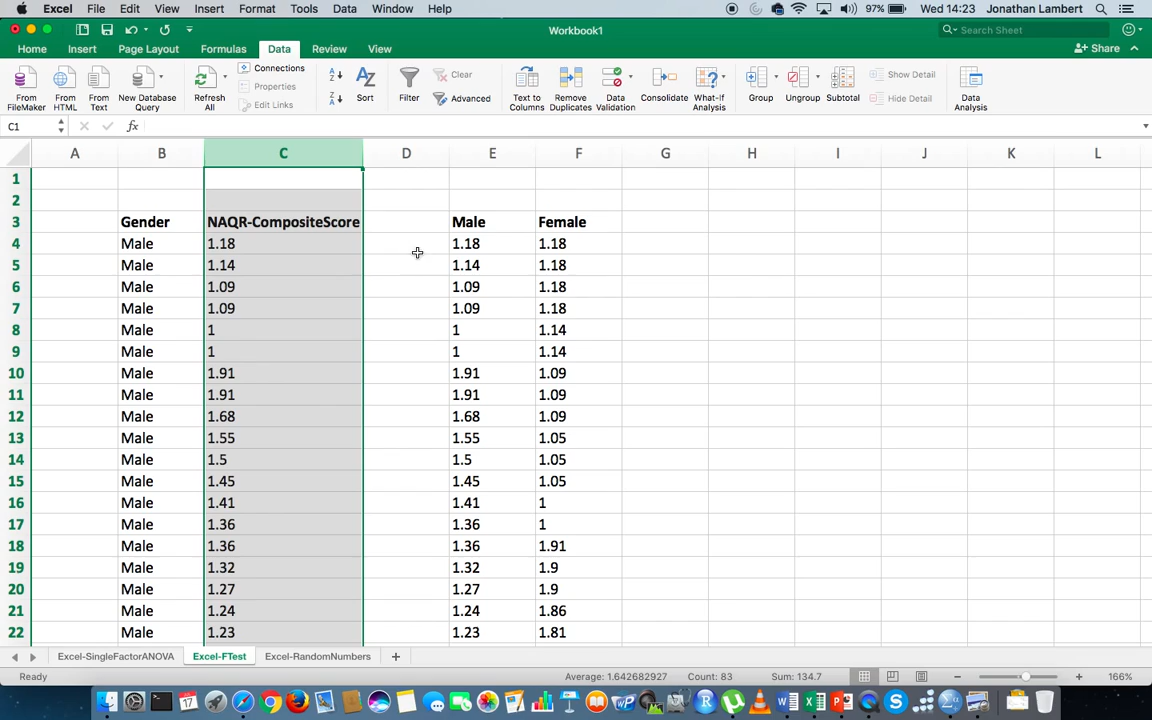 Excel File Edit View Insert Format Tools Data Window Help 97% Wed 14:23 Jonathan Lambert
Workbook1 Search Sheet
Home Insert Page Layout Formulas Data Review View Share
From FileMaker From HTML From Text New Database Query Refresh All Connections Properties Edit Links Sort Filter Clear Advanced Text to Columns Remove Duplicates Data Validation Consolidate What-If Analysis Group Ungroup Subtotal Show Detail Hide Detail Data Analysis
C1 fx
A B C D E F G H I J K L
1
2
3 Gender NAQR-CompositeScore Male Female
4 Male 1.18 1.18 1.18
5 Male 1.14 1.14 1.18
6 Male 1.09 1.09 1.18
7 Male 1.09 1.09 1.18
8 Male 1 1 1.14
9 Male 1 1 1.14
10 Male 1.91 1.91 1.09
11 Male 1.91 1.91 1.09
12 Male 1.68 1.68 1.09
13 Male 1.55 1.55 1.05
14 Male 1.5 1.5 1.05
15 Male 1.45 1.45 1.05
16 Male 1.41 1.41 1
17 Male 1.36 1.36 1
18 Male 1.36 1.36 1.91
19 Male 1.32 1.32 1.9
20 Male 1.27 1.27 1.9
21 Male 1.24 1.24 1.86
22 Male 1.23 1.23 1.81
Excel-SingleFactorANOVA Excel-FTest Excel-RandomNumbers
Ready Average: 1.642682927 Count: 83 Sum: 134.7 166%